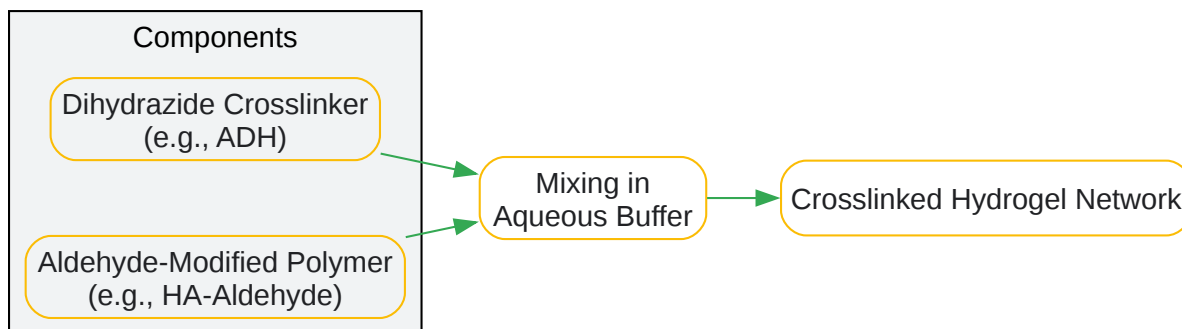 Components
Dihydrazide Crosslinker
(e.g., ADH)
Aldehyde-Modified Polymer
(e.g., HA-Aldehyde)
Mixing in
Aqueous Buffer
Crosslinked Hydrogel Network